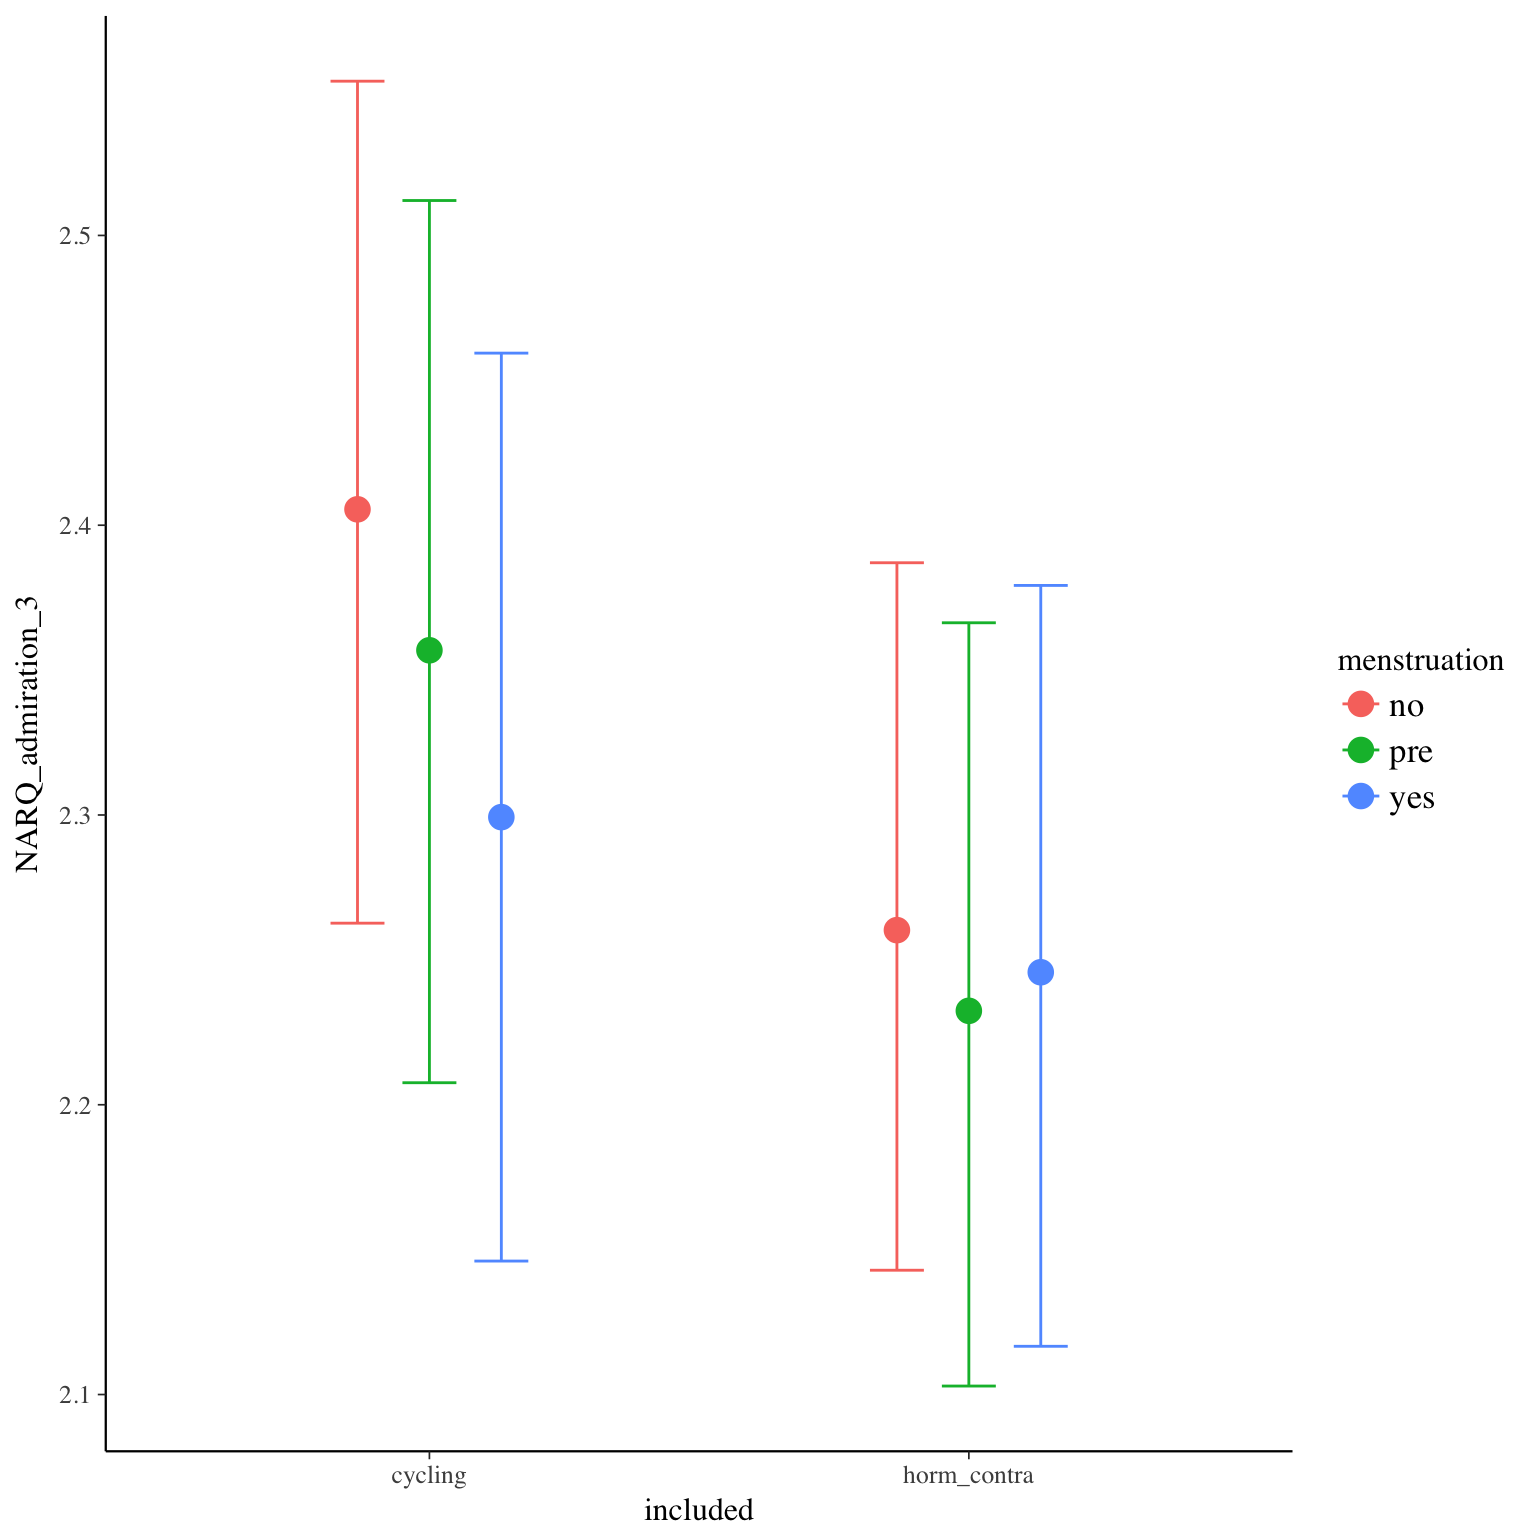 NARQ_admiration_3
2.5
2.4
2.3
2.2
2.1
cycling
horm_contra
included
menstruation
no
pre
yes